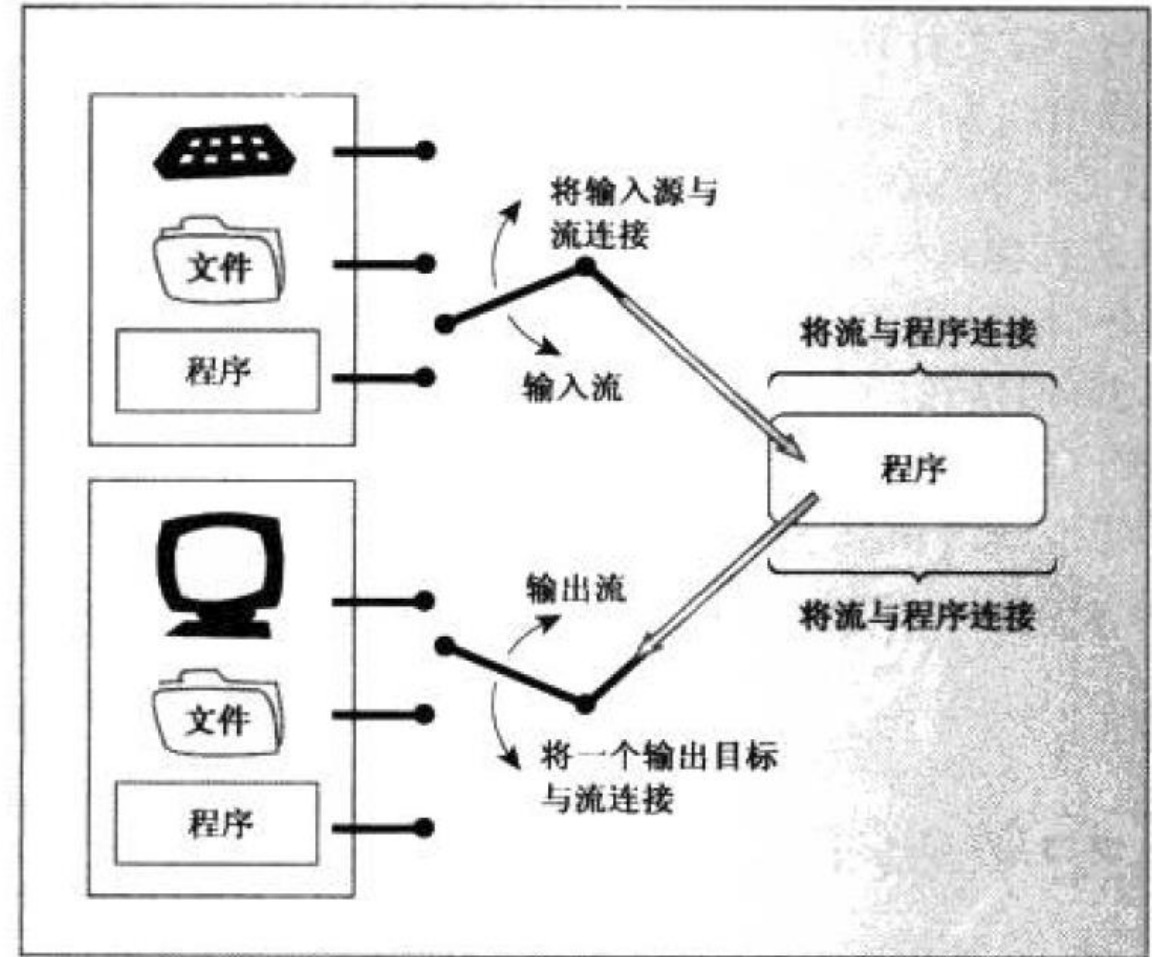 将输入源与
流连接
文件
将流与程序连接
程序
输入流
程序
输出流
将流与程序连接
文件
将一个输出目标
与流连接
程序